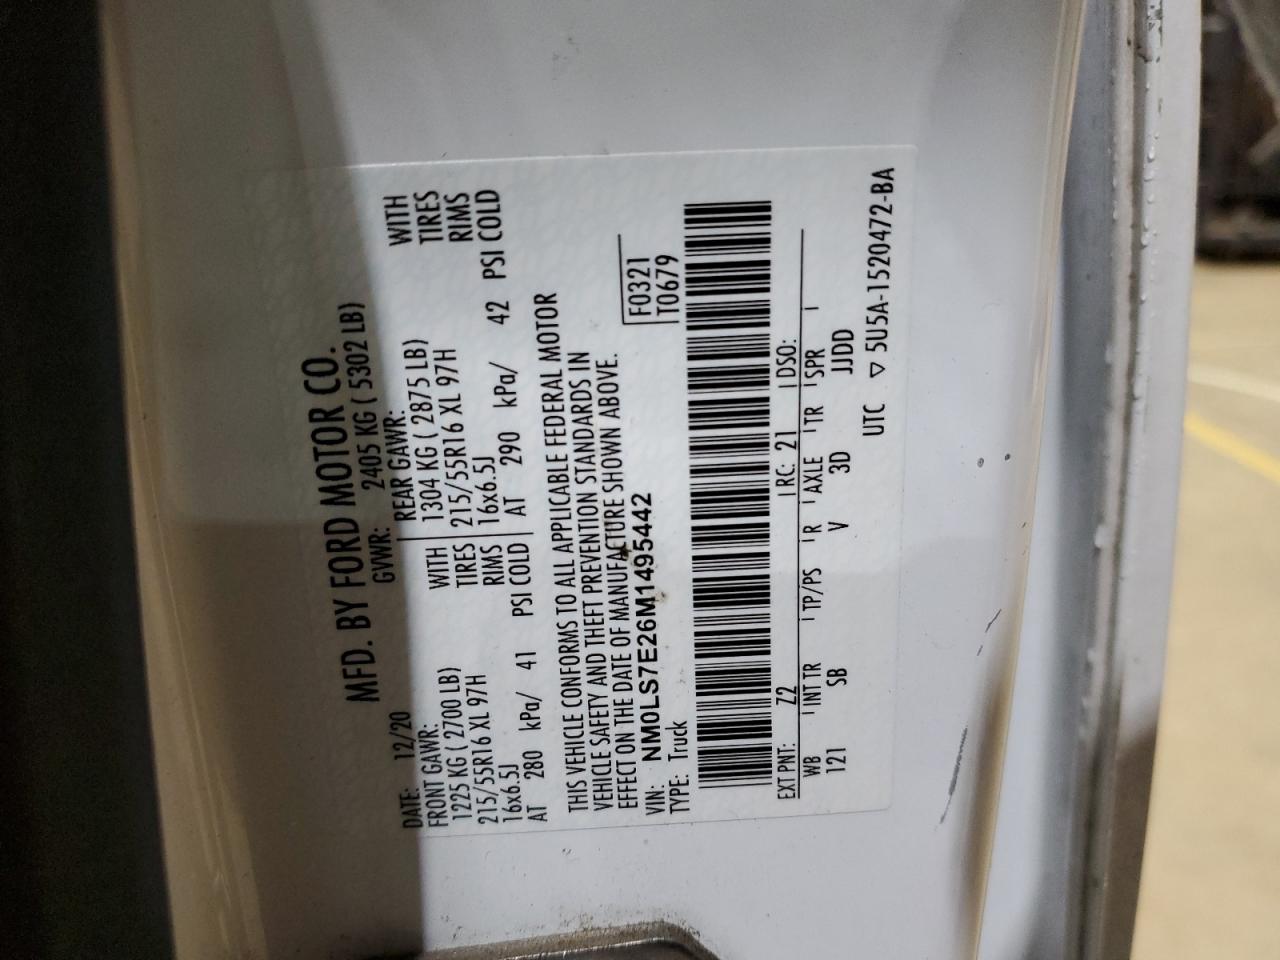 MFD. BY FORD MOTOR CO.
DATE: 12/20 GVWR: 2405 KG ( 5302 LB)
FRONT GAWR: REAR GAWR:
1225 KG ( 2700 LB) WITH 1304 KG ( 2875 LB) WITH
215/55R16 XL 97H TIRES 215/55R16 XL 97H TIRES
16x6.5J RIMS 16x6.5J RIMS
AT 280 kPa/ 41 PSI COLD AT 290 kPa/ 42 PSI COLD
THIS VEHICLE CONFORMS TO ALL APPLICABLE FEDERAL MOTOR
VEHICLE SAFETY AND THEFT PREVENTION STANDARDS IN
EFFECT ON THE DATE OF MANUFACTURE SHOWN ABOVE.
VIN: NM0LS7E26M1495442 F0321
TYPE: Truck T0679
EXT PNT: Z2 RC: 21 DSO:
WB INT TR TP/PS R AXLE TR SPR
121 SB V 3D JJDD
UTC ▽ 5U5A-1520472-BA